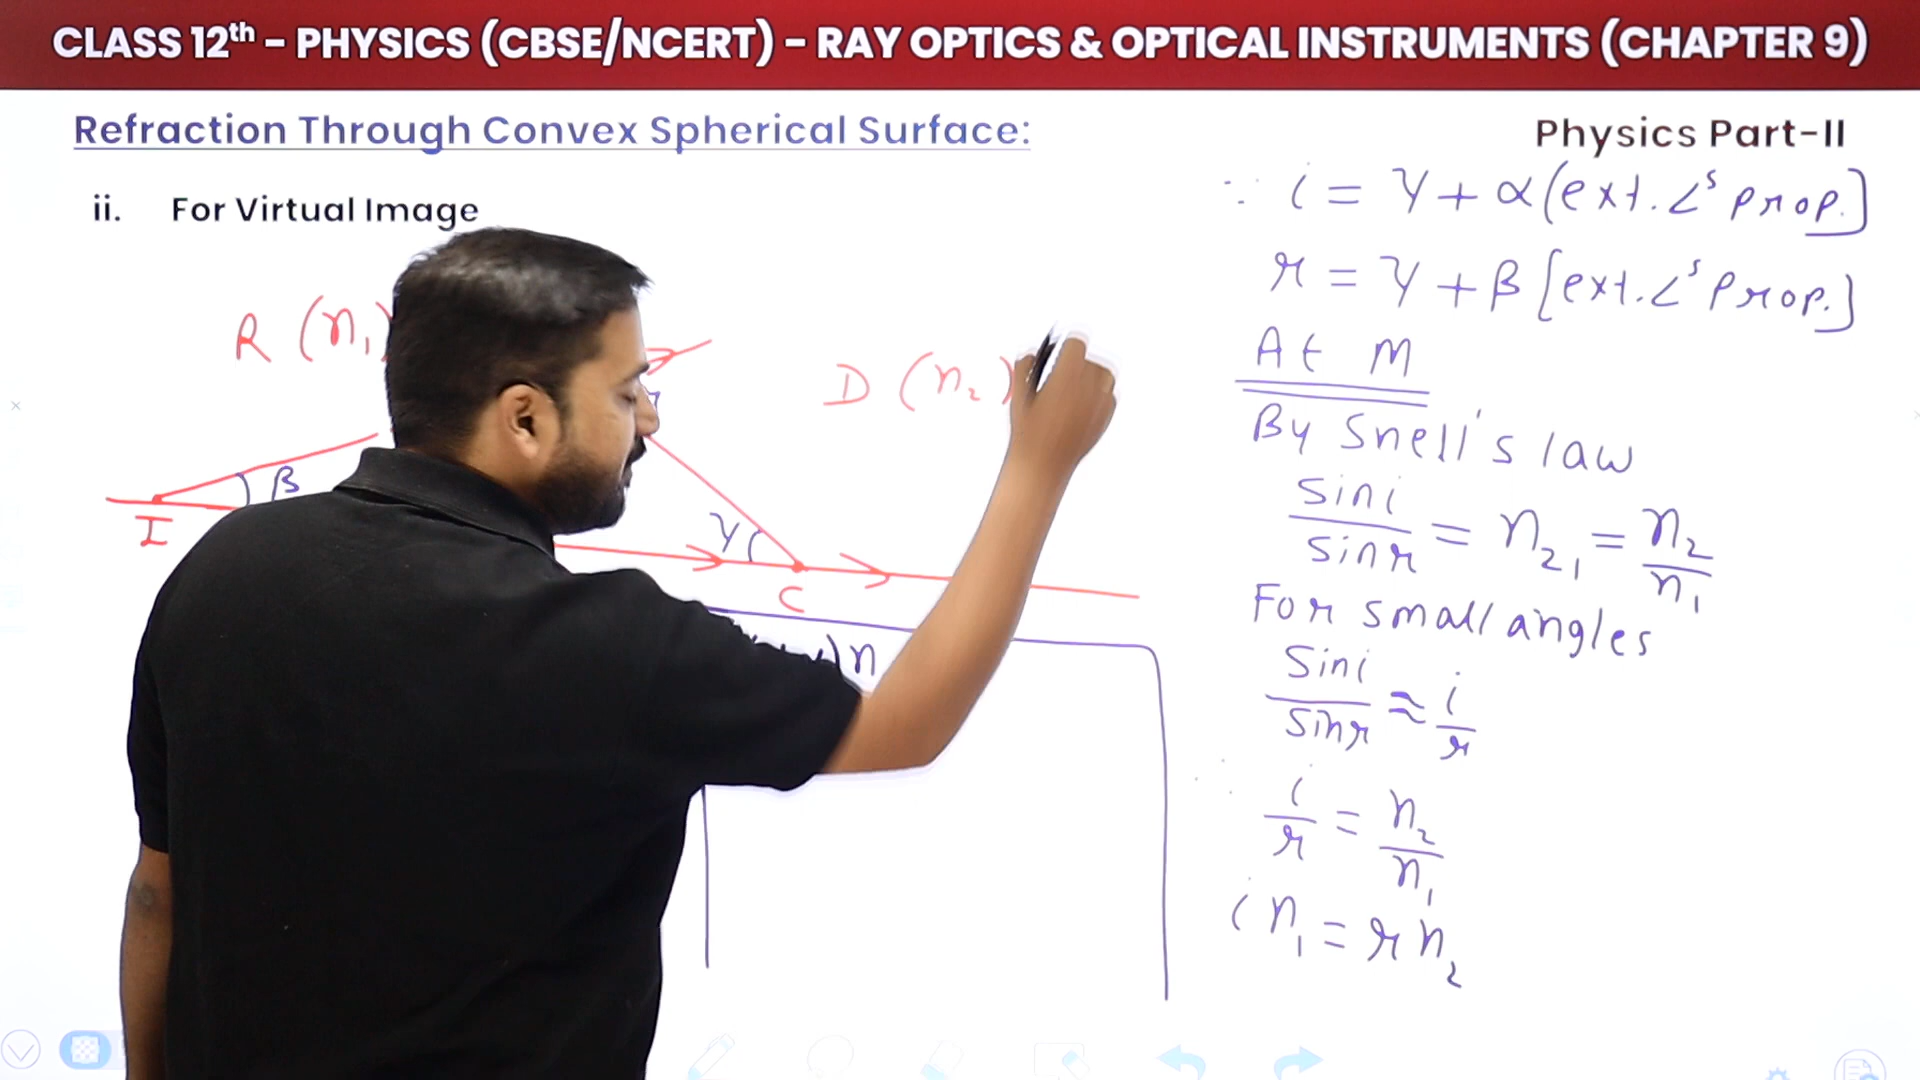 CLASS 12th - PHYSICS (CBSE/NCERT) - RAY OPTICS & OPTICAL INSTRUMENTS (CHAPTER 9)
Refraction Through Convex Spherical Surface:
Physics Part-II
ii. For Virtual Image
∵ i = γ + α (ext. ∠s prop.]
r = γ + β [ext. ∠s prop.]
At M
By Snell's law
sin i / sin r = n₂₁ = n₂/n₁
For small angles
sin i / sin r ≈ i/r
∴ i/r = n₂/n₁
i n₁ = r n₂
R (n₁)
D (n₂)
r
β
I
γ
C
) n